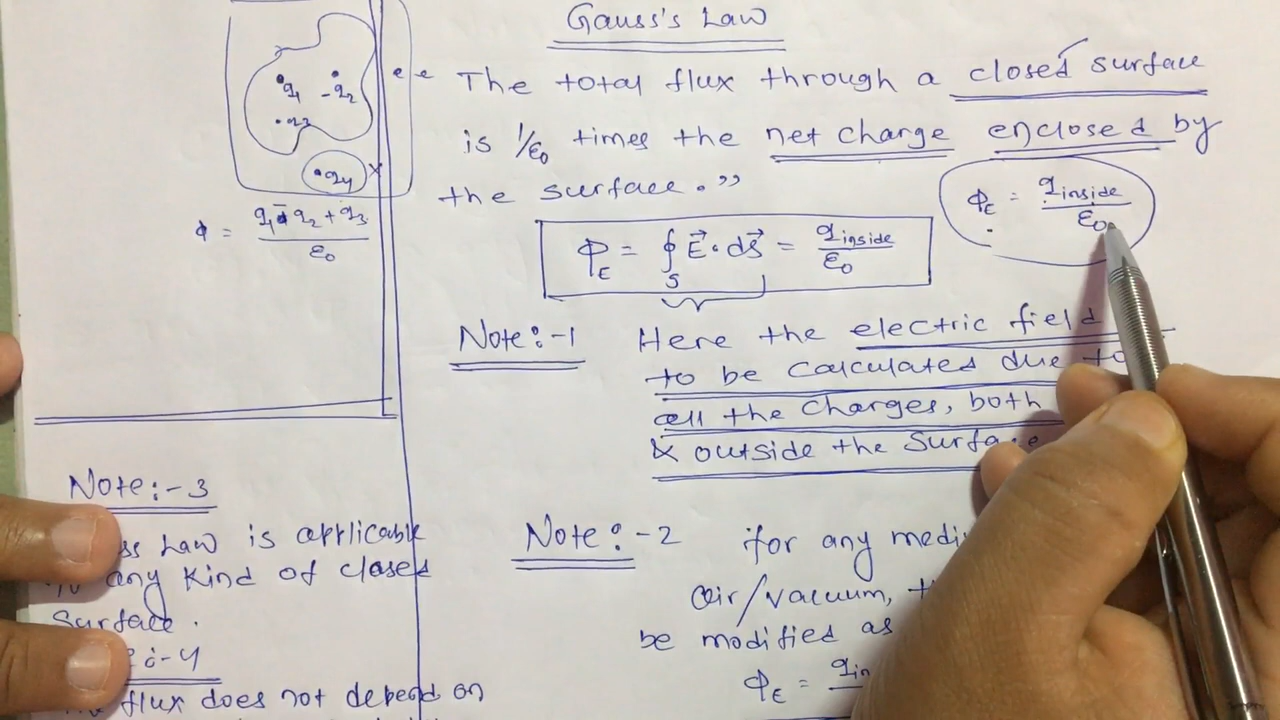 Gauss's Law
The total flux through a closed surface
is 1/ε₀ times the net charge enclosed by
the surface."
Φ_E = ∮_S E⃗ · dS⃗ = q_inside / ε₀
Φ_E = q_inside / ε₀
q₁ -q₂
q₃
q₄
Φ = q₁ - q₂ + q₃ / ε₀
Note:-1 Here the electric field
to be calculated due to
all the charges, both
& outside the surface
Note:-2 for any
air/vacuum,
be modified as
Φ_E =
Note:-3
Law is applicable
any kind of closed
surface.
:-4
flux does not depend on